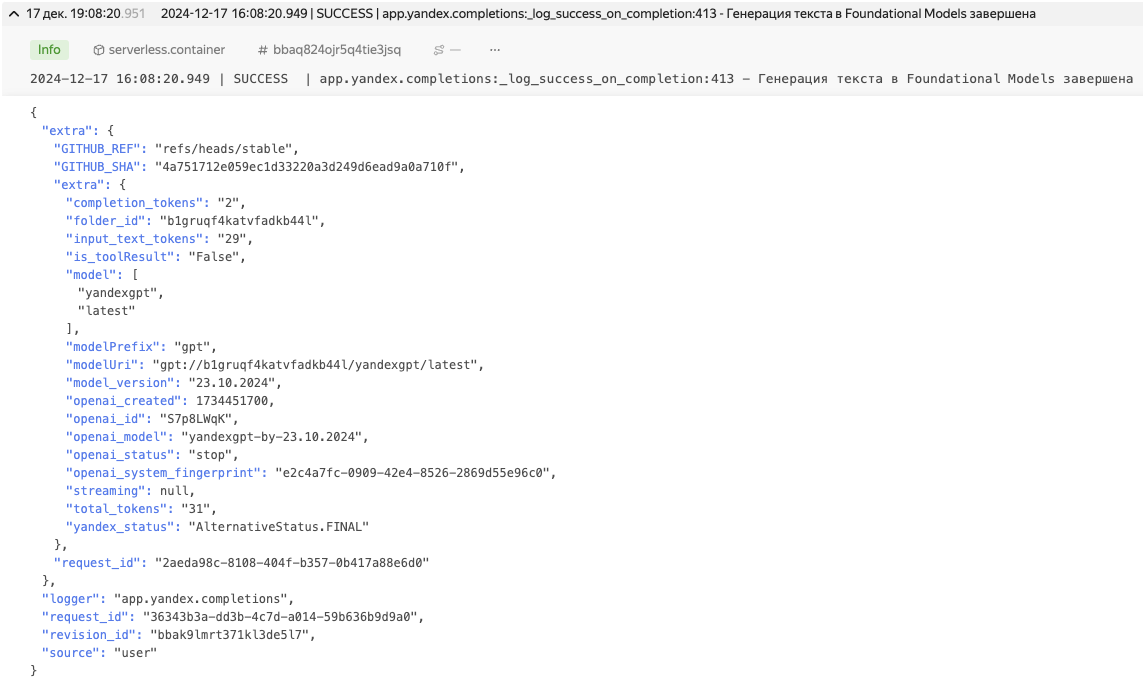 17 дек. 19:08:20.951 2024-12-17 16:08:20.949 | SUCCESS | app.yandex.completions:_log_success_on_completion:413 - Генерация текста в Foundational Models завершена
Info serverless.container # bbaq824ojr5q4tie3jsq — ...
2024-12-17 16:08:20.949 | SUCCESS  | app.yandex.completions:_log_success_on_completion:413 - Генерация текста в Foundational Models завершена
{
  "extra": {
    "GITHUB_REF": "refs/heads/stable",
    "GITHUB_SHA": "4a751712e059ec1d33220a3d249d6ead9a0a710f",
    "extra": {
      "completion_tokens": "2",
      "folder_id": "b1gruqf4katvfadkb44l",
      "input_text_tokens": "29",
      "is_toolResult": "False",
      "model": [
        "yandexgpt",
        "latest"
      ],
      "modelPrefix": "gpt",
      "modelUri": "gpt://b1gruqf4katvfadkb44l/yandexgpt/latest",
      "model_version": "23.10.2024",
      "openai_created": 1734451700,
      "openai_id": "S7p8LWqK",
      "openai_model": "yandexgpt-by-23.10.2024",
      "openai_status": "stop",
      "openai_system_fingerprint": "e2c4a7fc-0909-42e4-8526-2869d55e96c0",
      "streaming": null,
      "total_tokens": "31",
      "yandex_status": "AlternativeStatus.FINAL"
    },
    "request_id": "2aeda98c-8108-404f-b357-0b417a88e6d0"
  },
  "logger": "app.yandex.completions",
  "request_id": "36343b3a-dd3b-4c7d-a014-59b636b9d9a0",
  "revision_id": "bbak9lmrt371kl3de5l7",
  "source": "user"
}